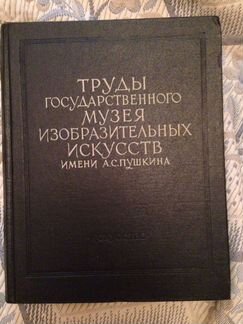 ТРУДЫ
ГОСУДАРСТВЕННОГО
МУЗЕЯ
ИЗОБРАЗИТЕЛЬНЫХ
ИСКУССТВ
ИМЕНИ А.С.ПУШКИНА